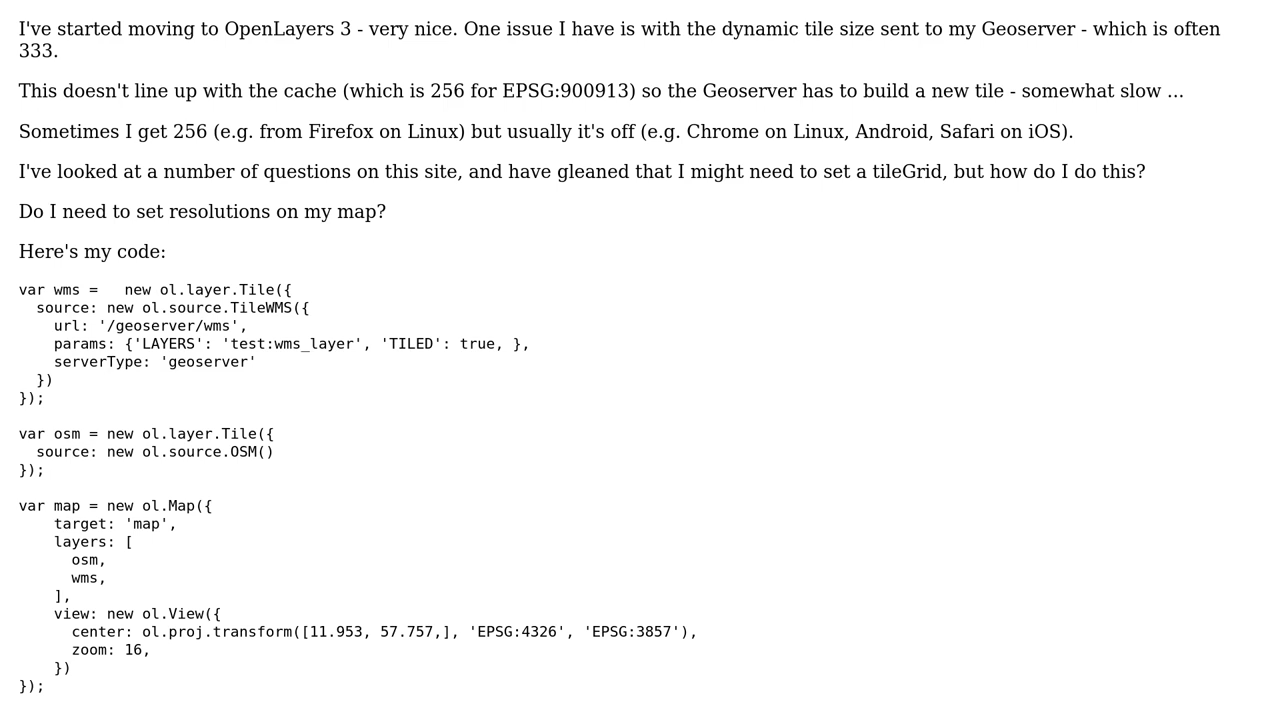 I've started moving to OpenLayers 3 - very nice. One issue I have is with the dynamic tile size sent to my Geoserver - which is often
333.
This doesn't line up with the cache (which is 256 for EPSG:900913) so the Geoserver has to build a new tile - somewhat slow ...
Sometimes I get 256 (e.g. from Firefox on Linux) but usually it's off (e.g. Chrome on Linux, Android, Safari on iOS).
I've looked at a number of questions on this site, and have gleaned that I might need to set a tileGrid, but how do I do this?
Do I need to set resolutions on my map?
Here's my code:
var wms =   new ol.layer.Tile({
  source: new ol.source.TileWMS({
    url: '/geoserver/wms',
    params: {'LAYERS': 'test:wms_layer', 'TILED': true, },
    serverType: 'geoserver'
  })
});
var osm = new ol.layer.Tile({
  source: new ol.source.OSM()
});
var map = new ol.Map({
    target: 'map',
    layers: [
      osm,
      wms,
    ],
    view: new ol.View({
      center: ol.proj.transform([11.953, 57.757,], 'EPSG:4326', 'EPSG:3857'),
      zoom: 16,
    })
});